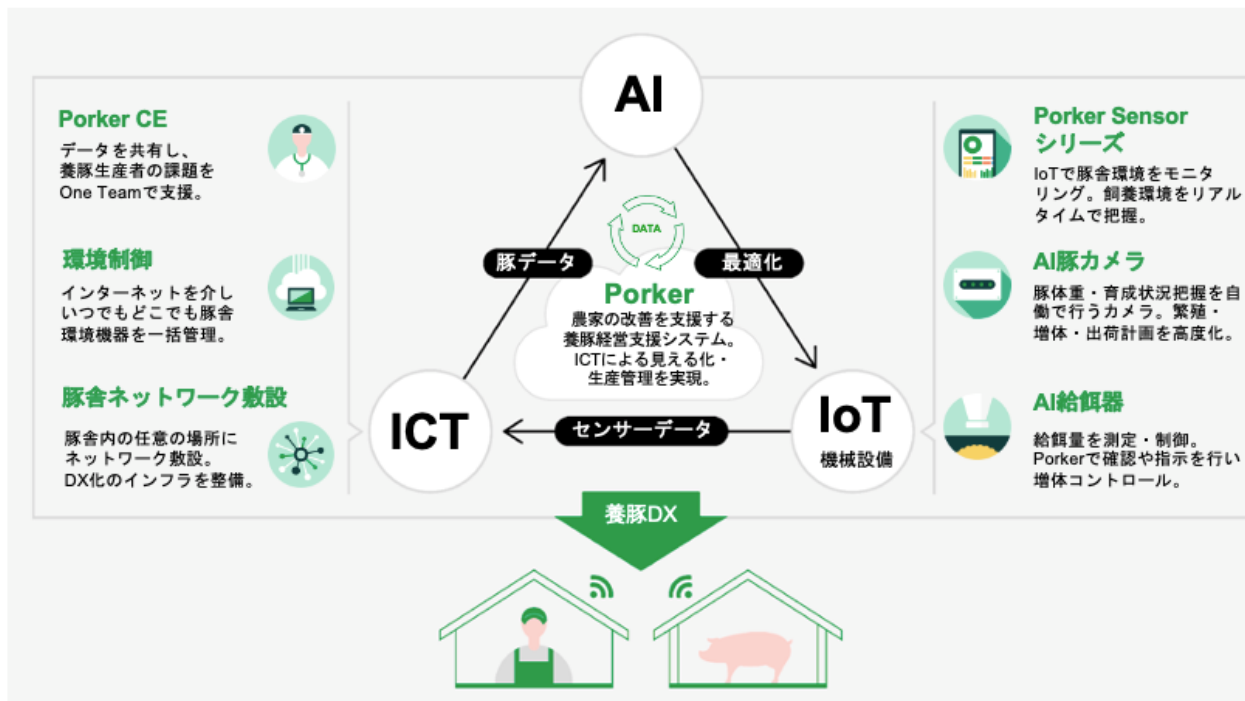 AI
Porker CE
データを共有し、
養豚生産者の課題を
One Teamで支援。
環境制御
インターネットを介し
いつでもどこでも豚舎
環境機器を一括管理。
豚舎ネットワーク敷設
豚舎内の任意の場所に
ネットワーク敷設。
DX化のインフラを整備。
DATA
豚データ
最適化
Porker
農家の改善を支援する
養豚経営支援システム。
ICTによる見える化・
生産管理を実現。
ICT
センサーデータ
IoT
機械設備
Porker Sensor
シリーズ
IoTで豚舎環境をモニタ
リング。飼養環境をリアル
タイムで把握。
AI豚カメラ
豚体重・育成状況把握を自
働で行うカメラ。繁殖・
増体・出荷計画を高度化。
AI給餌器
給餌量を測定・制御。
Porkerで確認や指示を行い
増体コントロール。
養豚DX